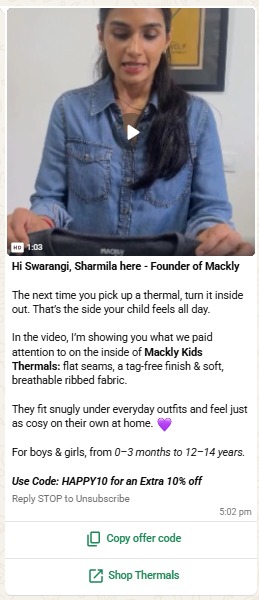 HD 1:03
Hi Swarangi, Sharmila here - Founder of Mackly
The next time you pick up a thermal, turn it inside
out. That's the side your child feels all day.
In the video, I'm showing you what we paid
attention to on the inside of Mackly Kids
Thermals: flat seams, a tag-free finish & soft,
breathable ribbed fabric.
They fit snugly under everyday outfits and feel just
as cosy on their own at home. 💜
For boys & girls, from 0–3 months to 12–14 years.
Use Code: HAPPY10 for an Extra 10% off
Reply STOP to Unsubscribe
5:02 pm
Copy offer code
Shop Thermals